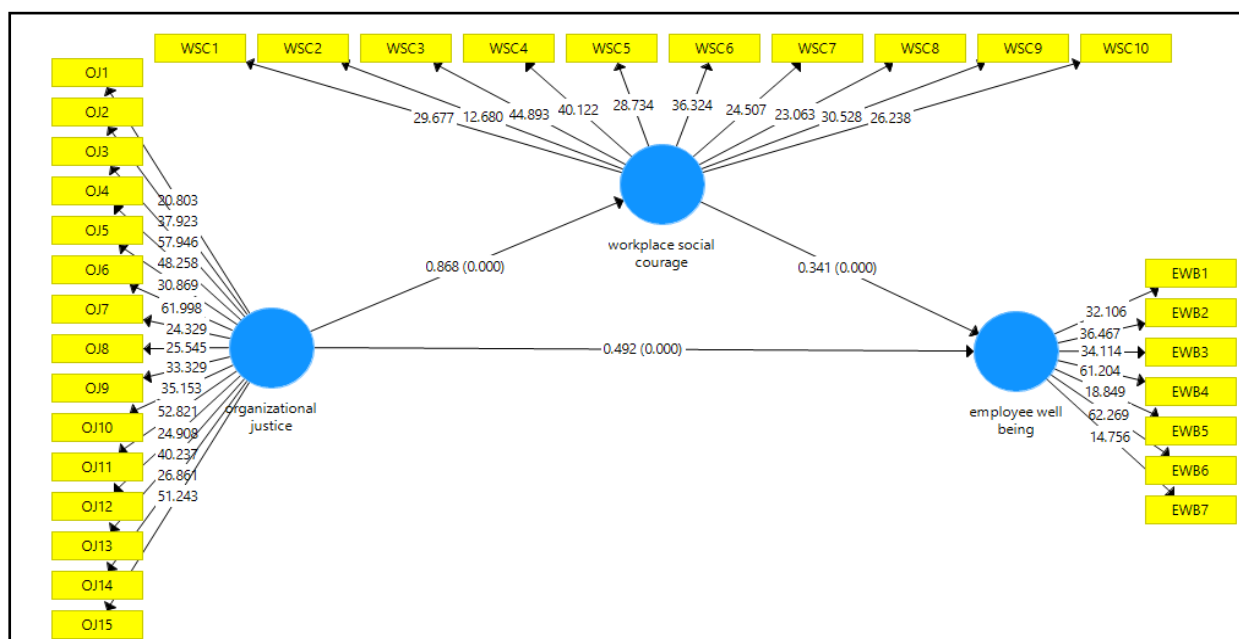 WSC1 WSC2 WSC3 WSC4 WSC5 WSC6 WSC7 WSC8 WSC9 WSC10
29.677 12.680 44.893 40.122 28.734 36.324 24.507 23.063 30.528 26.238
OJ1
OJ2
OJ3
OJ4
OJ5
OJ6
OJ7
OJ8
OJ9
OJ10
OJ11
OJ12
OJ13
OJ14
OJ15
20.803
37.923
57.946
48.258
30.869
61.998
24.329
25.545
33.329
35.153
52.821
24.908
40.237
26.861
51.243
organizational
justice
0.868 (0.000)
workplace social
courage
0.341 (0.000)
0.492 (0.000)
employee well
being
32.106
36.467
34.114
61.204
18.849
62.269
14.756
EWB1
EWB2
EWB3
EWB4
EWB5
EWB6
EWB7